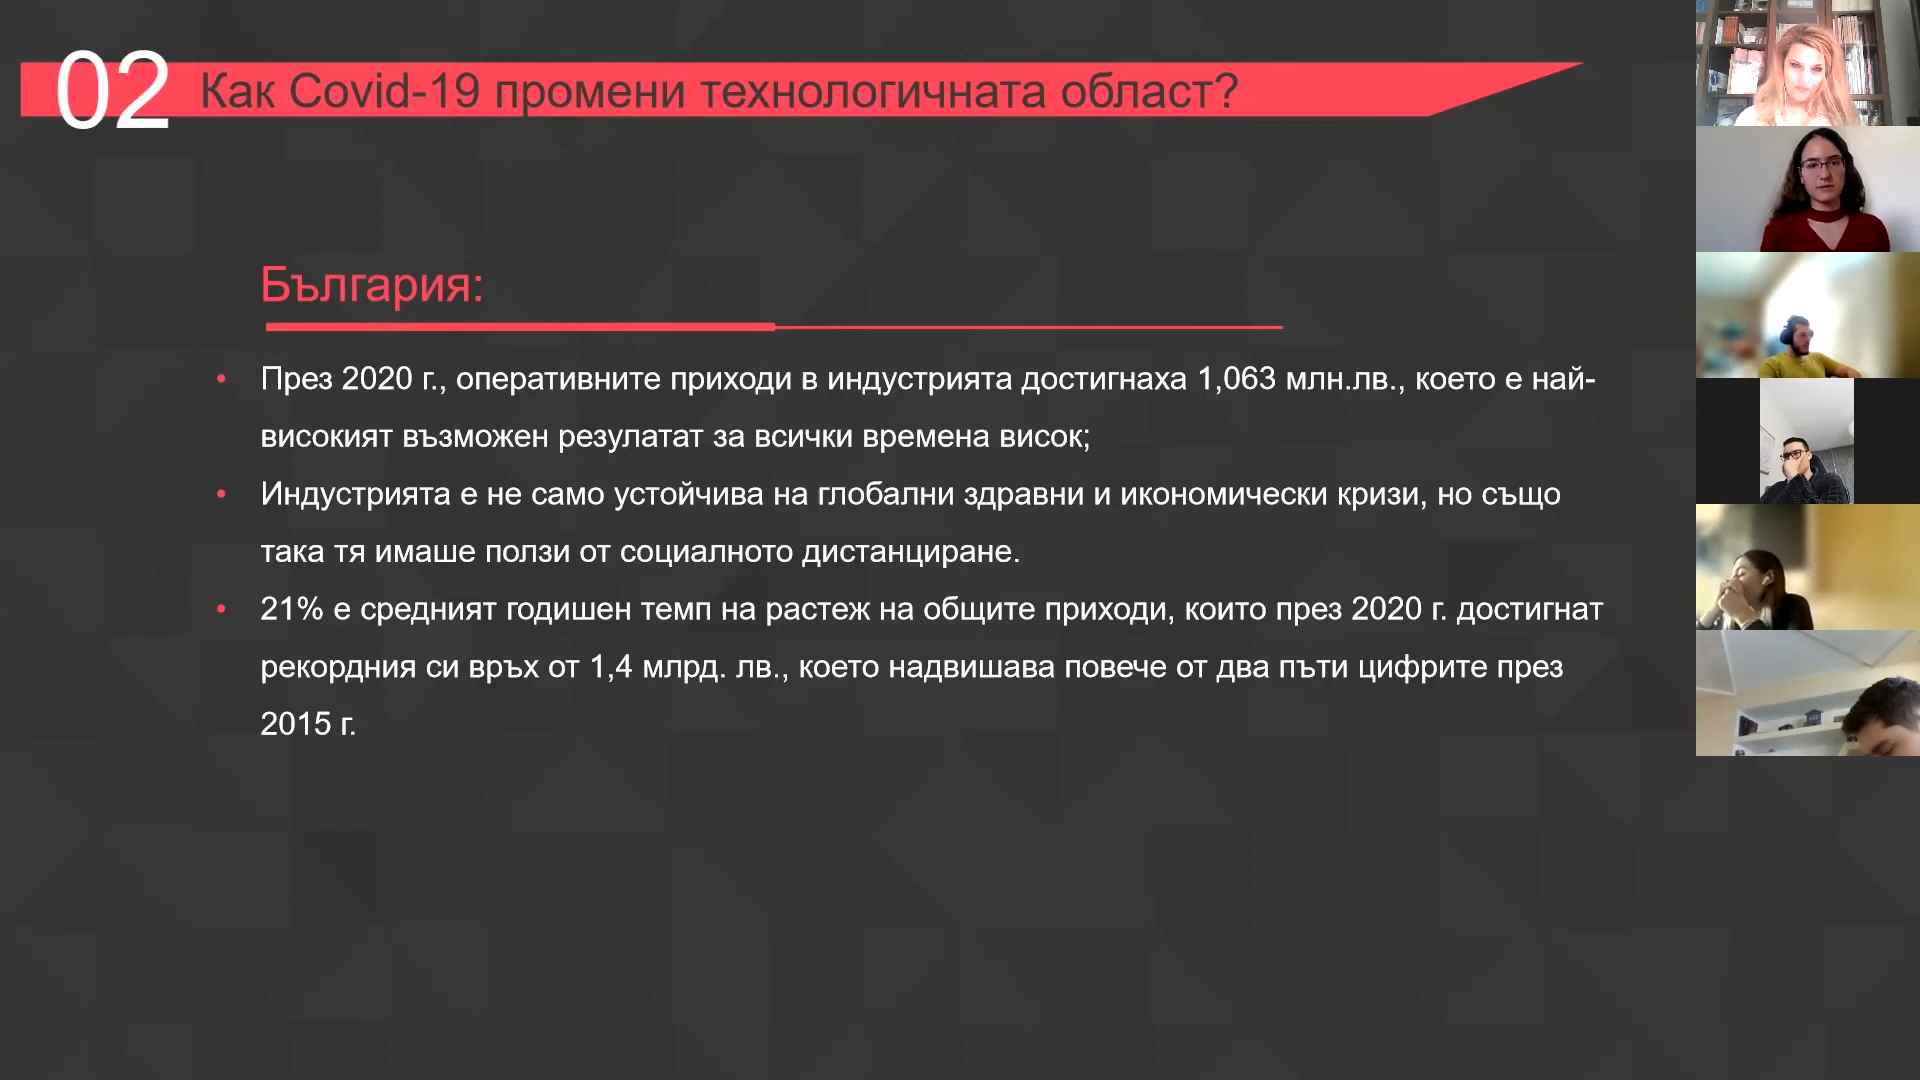 02 Как Covid-19 промени технологичната област?
България:
• През 2020 г., оперативните приходи в индустрията достигнаха 1,063 млн.лв., което е най-
високият възможен резулатат за всички времена висок;
• Индустрията е не само устойчива на глобални здравни и икономически кризи, но също
така тя имаше ползи от социалното дистанциране.
• 21% е средният годишен темп на растеж на общите приходи, които през 2020 г. достигнат
рекордния си връх от 1,4 млрд. лв., което надвишава повече от два пъти цифрите през
2015 г.